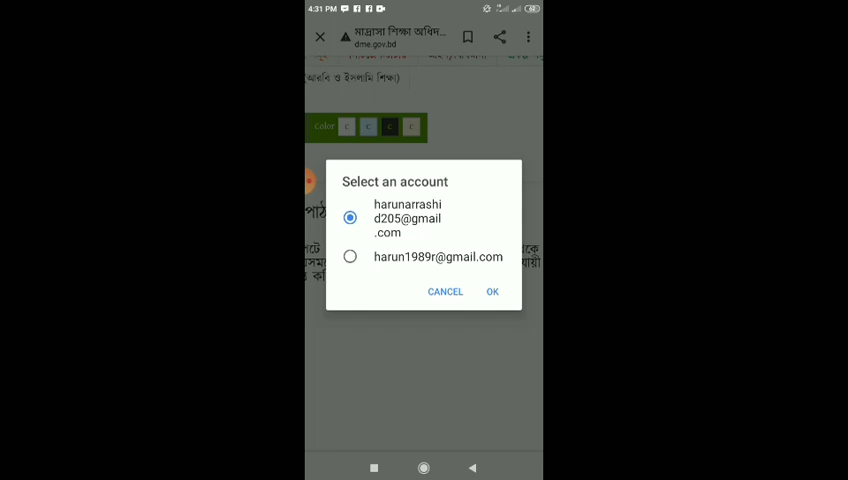 4:31 PM
62
মাদ্রাসা শিক্ষা অধিদ...
dme.gov.bd
(আরবি ও ইসলামি শিক্ষা)
Color C C C C
Select an account
harunarrashi
d205@gmail
.com
harun1989r@gmail.com
CANCEL OK